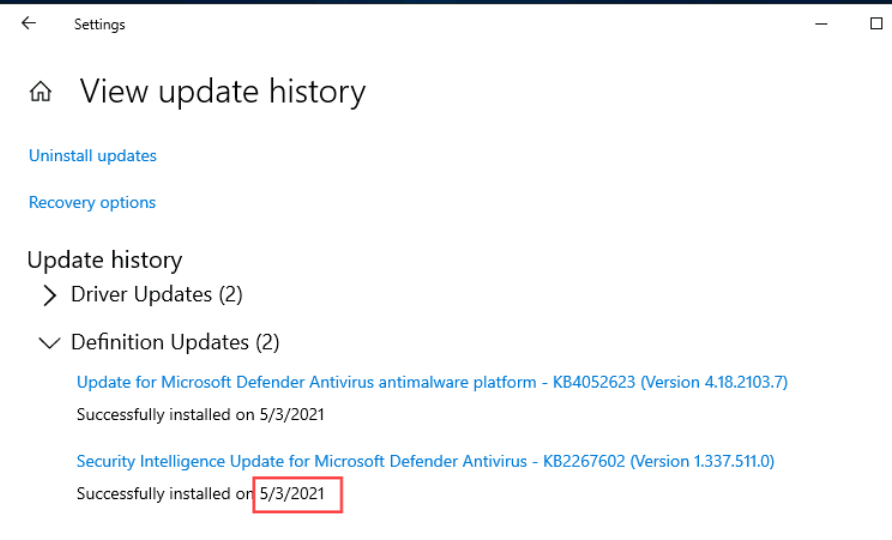 Settings
View update history
Uninstall updates
Recovery options
Update history
Driver Updates (2)
Definition Updates (2)
Update for Microsoft Defender Antivirus antimalware platform - KB4052623 (Version 4.18.2103.7)
Successfully installed on 5/3/2021
Security Intelligence Update for Microsoft Defender Antivirus - KB2267602 (Version 1.337.511.0)
Successfully installed on 5/3/2021